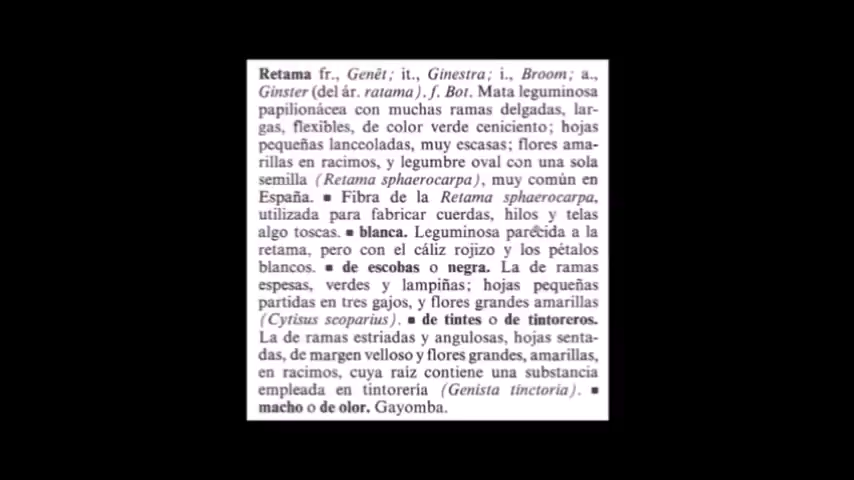 Retama fr., Genêt; it., Ginestra; i., Broom; a.,
Ginster (del ár. ratama). f. Bot. Mata leguminosa
papilionácea con muchas ramas delgadas, lar-
gas, flexibles, de color verde ceniciento; hojas
pequeñas lanceoladas, muy escasas; flores ama-
rillas en racimos, y legumbre oval con una sola
semilla (Retama sphaerocarpa), muy común en
España. ▪ Fibra de la Retama sphaerocarpa,
utilizada para fabricar cuerdas, hilos y telas
algo toscas. ▪ blanca. Leguminosa parecida a la
retama, pero con el cáliz rojizo y los pétalos
blancos. ▪ de escobas o negra. La de ramas
espesas, verdes y lampiñas; hojas pequeñas
partidas en tres gajos, y flores grandes amarillas
(Cytisus scoparius). ▪ de tintes o de tintoreros.
La de ramas estriadas y angulosas, hojas senta-
das, de margen velloso y flores grandes, amarillas,
en racimos, cuya raíz contiene una substancia
empleada en tintorería (Genista tinctoria). ▪
macho o de olor. Gayomba.